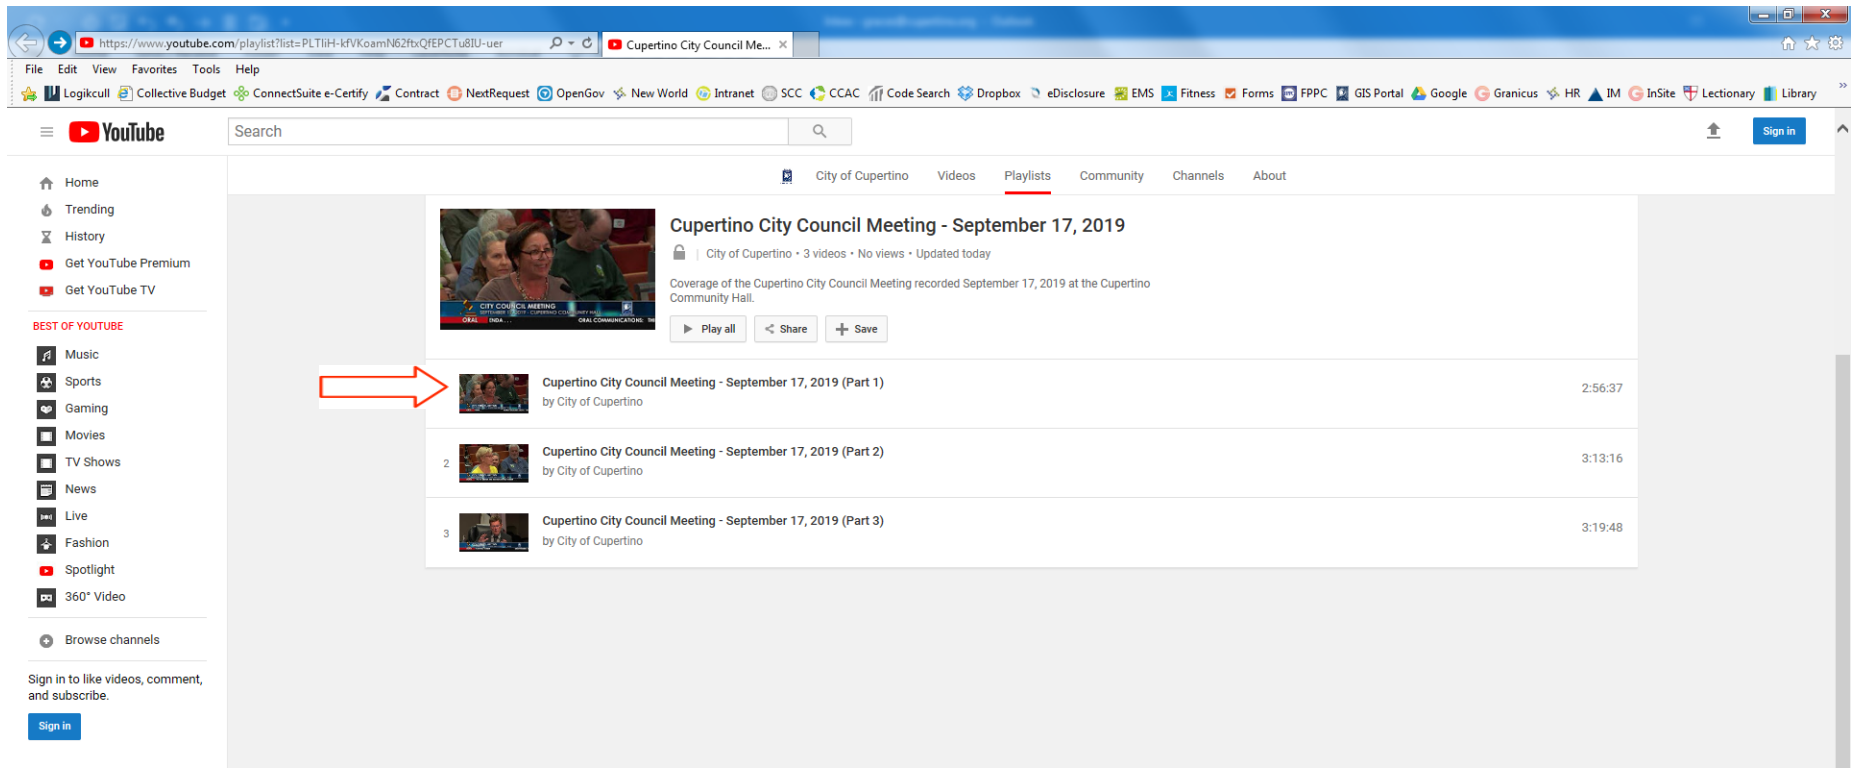 https://www.youtube.com/playlist?list=PLTliH-kfVKoamN62ftxQfEPCTu8IU-uer
Cupertino City Council Me...
File Edit View Favorites Tools Help
Logikcull Collective Budget ConnectSuite e-Certify Contract NextRequest OpenGov New World Intranet SCC CCAC Code Search Dropbox eDisclosure EMS Fitness Forms FPPC GIS Portal Google Granicus HR IM InSite Lectionary Library
YouTube
Search
Sign in
Home
Trending
History
Get YouTube Premium
Get YouTube TV
BEST OF YOUTUBE
Music
Sports
Gaming
Movies
TV Shows
News
Live
Fashion
Spotlight
360° Video
Browse channels
Sign in to like videos, comment,
and subscribe.
Sign in
City of Cupertino Videos Playlists Community Channels About
CITY COUNCIL MEETING
ORAL COMMUNICATIONS:
Cupertino City Council Meeting - September 17, 2019
City of Cupertino • 3 videos • No views • Updated today
Coverage of the Cupertino City Council Meeting recorded September 17, 2019 at the Cupertino
Community Hall.
Play all Share Save
Cupertino City Council Meeting - September 17, 2019 (Part 1)
by City of Cupertino
2:56:37
2
Cupertino City Council Meeting - September 17, 2019 (Part 2)
by City of Cupertino
3:13:16
3
Cupertino City Council Meeting - September 17, 2019 (Part 3)
by City of Cupertino
3:19:48